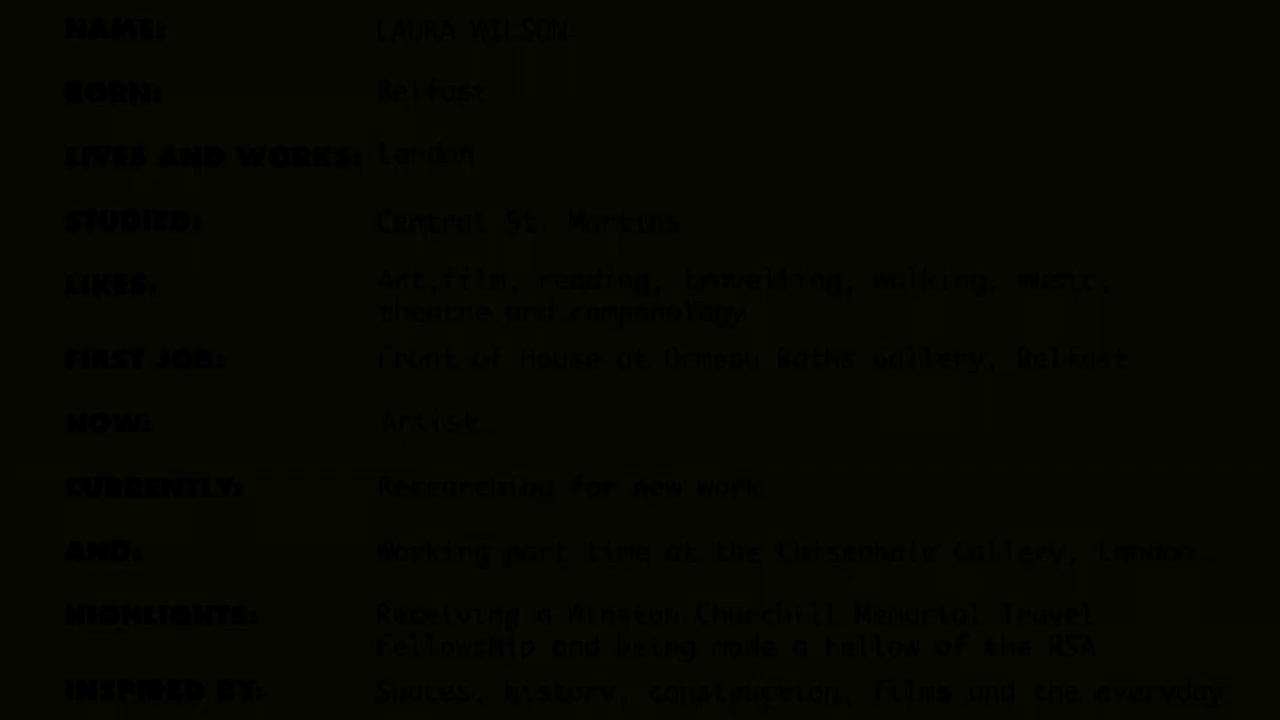 NAME: LAURA WILSON
BORN: Belfast
LIVES AND WORKS: London
STUDIED: Central St. Martins
LIKES: Art, film, reading, travelling, walking, music,
theatre and campanology
FIRST JOB: Front of House at Ormeau Baths Gallery, Belfast
NOW: Artist
CURRENTLY: Researching for new work
AND: Working part time at the Chisenhale Gallery, London
HIGHLIGHTS: Receiving a Winston Churchill Memorial Travel
Fellowship and being made a Fellow of the RSA
INSPIRED BY: Spaces, history, construction, films and the everyday